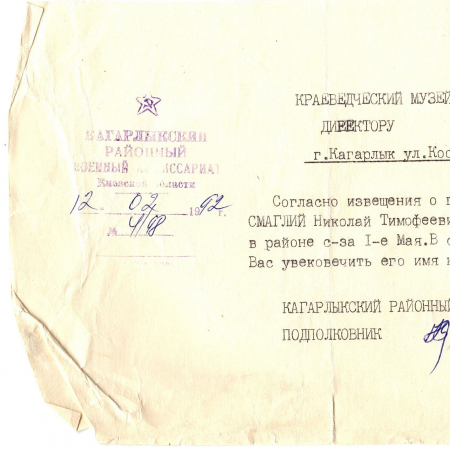 КАГАРЛЫКСКИЙ
РАЙОННЫЙ
ВОЕННЫЙ КОМИССАРИАТ
Киевской области
12 02 1992 г.
№ 4/98
КРАЕВЕДЧЕСКИЙ МУЗЕЙ
ДИРЕКТОРУ
г.Кагарлык ул.Кос
Согласно извещения о п
СМАГЛИЙ Николай Тимофееви
в районе с-за I-е Мая.В с
Вас увековечить его имя н
КАГАРЛЫКСКИЙ РАЙОННЫЙ
ПОДПОЛКОВНИК